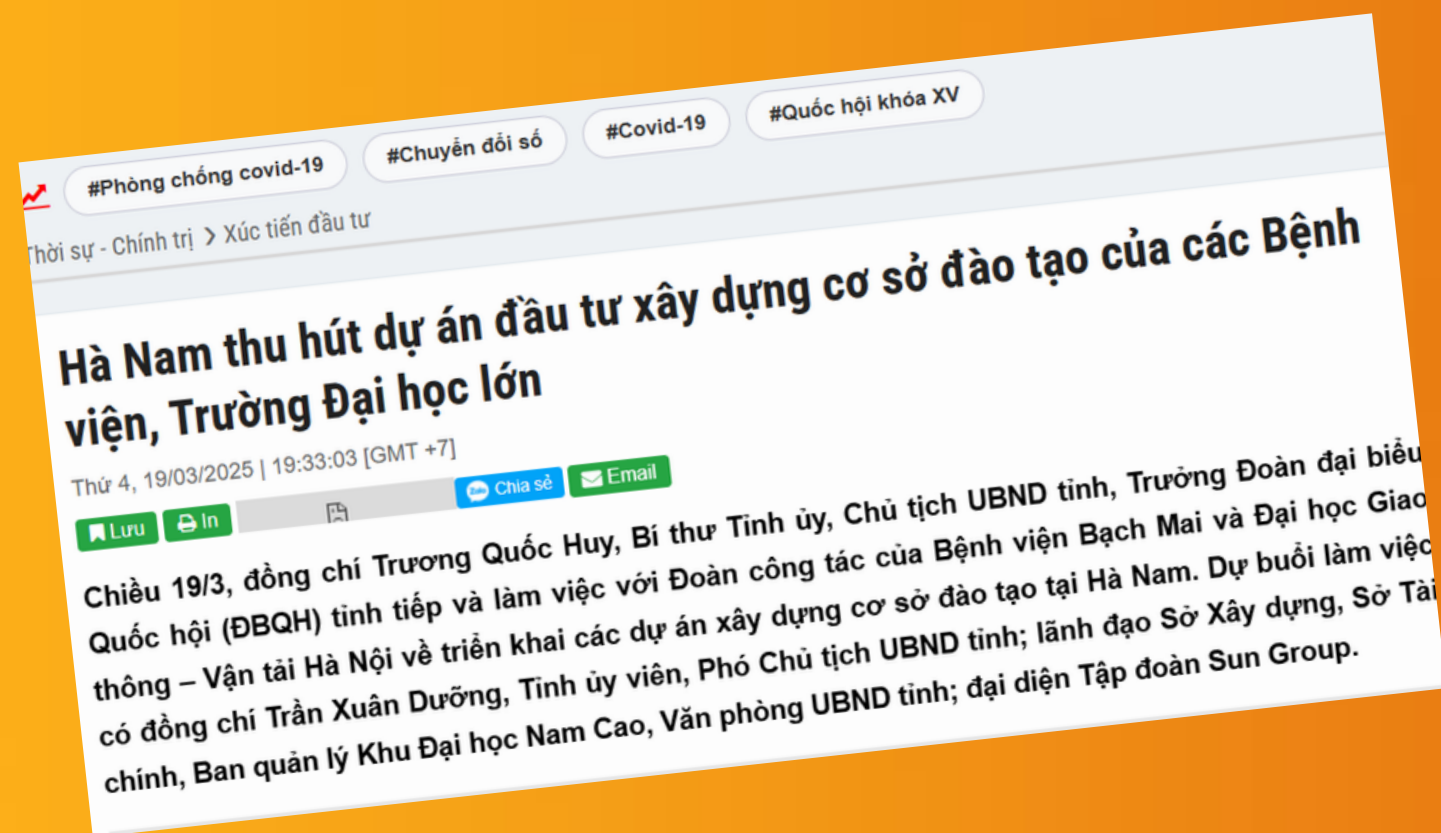 #Phòng chống covid-19
#Chuyển đổi số
#Covid-19
#Quốc hội khóa XV
Thời sự - Chính trị ❯ Xúc tiến đầu tư
Hà Nam thu hút dự án đầu tư xây dựng cơ sở đào tạo của các Bệnh
viện, Trường Đại học lớn
Thứ 4, 19/03/2025 | 19:33:03 [GMT +7]
Lưu In Zalo Chia sẻ Email
Chiều 19/3, đồng chí Trương Quốc Huy, Bí thư Tỉnh ủy, Chủ tịch UBND tỉnh, Trưởng Đoàn đại biểu
Quốc hội (ĐBQH) tỉnh tiếp và làm việc với Đoàn công tác của Bệnh viện Bạch Mai và Đại học Giao
thông – Vận tải Hà Nội về triển khai các dự án xây dựng cơ sở đào tạo tại Hà Nam. Dự buổi làm việc
có đồng chí Trần Xuân Dưỡng, Tỉnh ủy viên, Phó Chủ tịch UBND tỉnh; lãnh đạo Sở Xây dựng, Sở Tài
chính, Ban quản lý Khu Đại học Nam Cao, Văn phòng UBND tỉnh; đại diện Tập đoàn Sun Group.